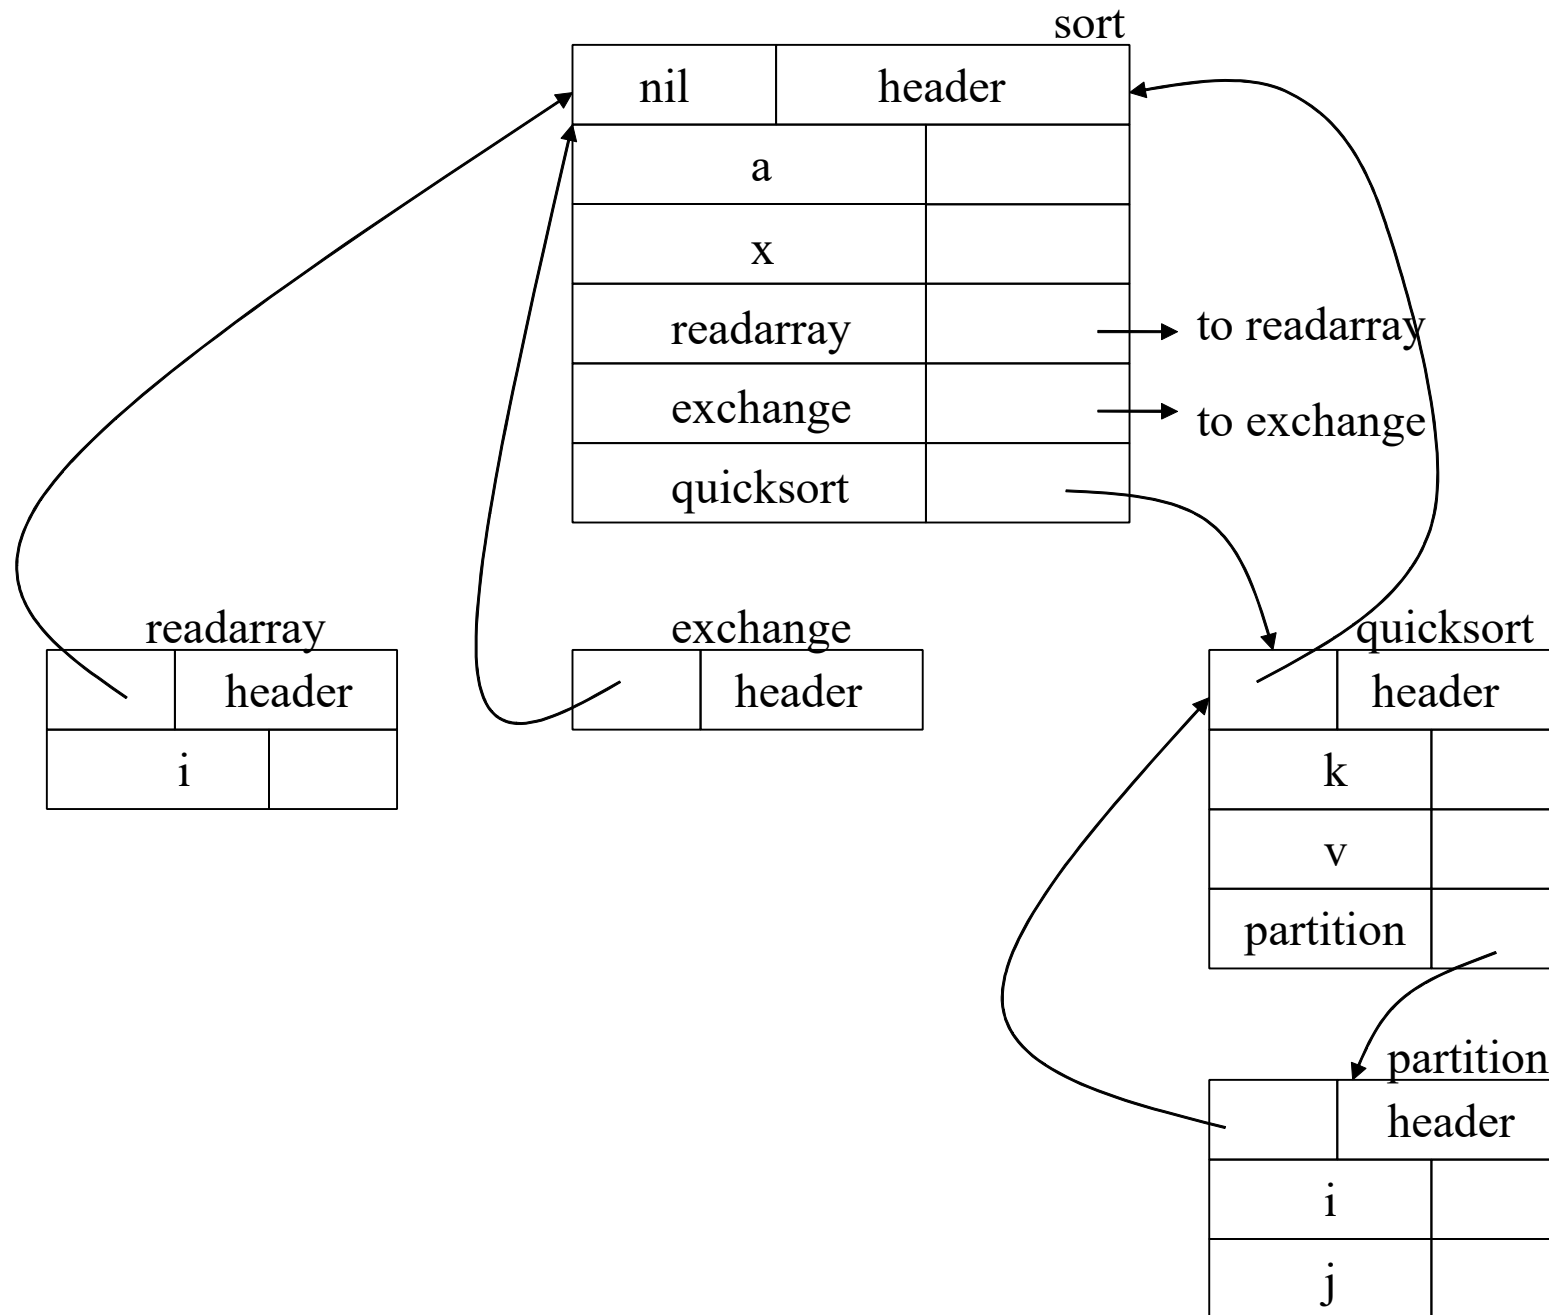 sort
nil header
a
x
readarray to readarray
exchange to exchange
quicksort
readarray exchange quicksort
header header header
i k
v
partition
partition
header
i
j